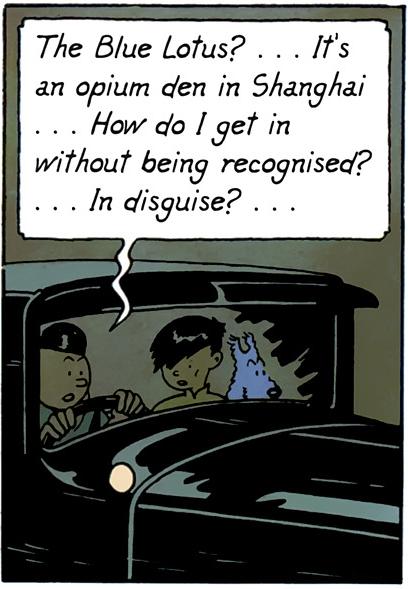 The Blue Lotus? . . . It's
an opium den in Shanghai
. . . How do I get in
without being recognised?
. . . In disguise? . . .